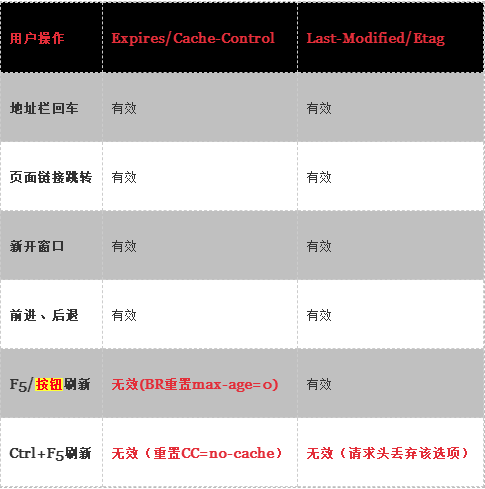 用户操作 Expires/Cache-Control Last-Modified/Etag
地址栏回车 有效 有效
页面链接跳转 有效 有效
新开窗口 有效 有效
前进、后退 有效 有效
F5/按钮刷新 无效(BR重置max-age=0) 有效
Ctrl+F5刷新 无效（重置CC=no-cache） 无效（请求头丢弃该选项）